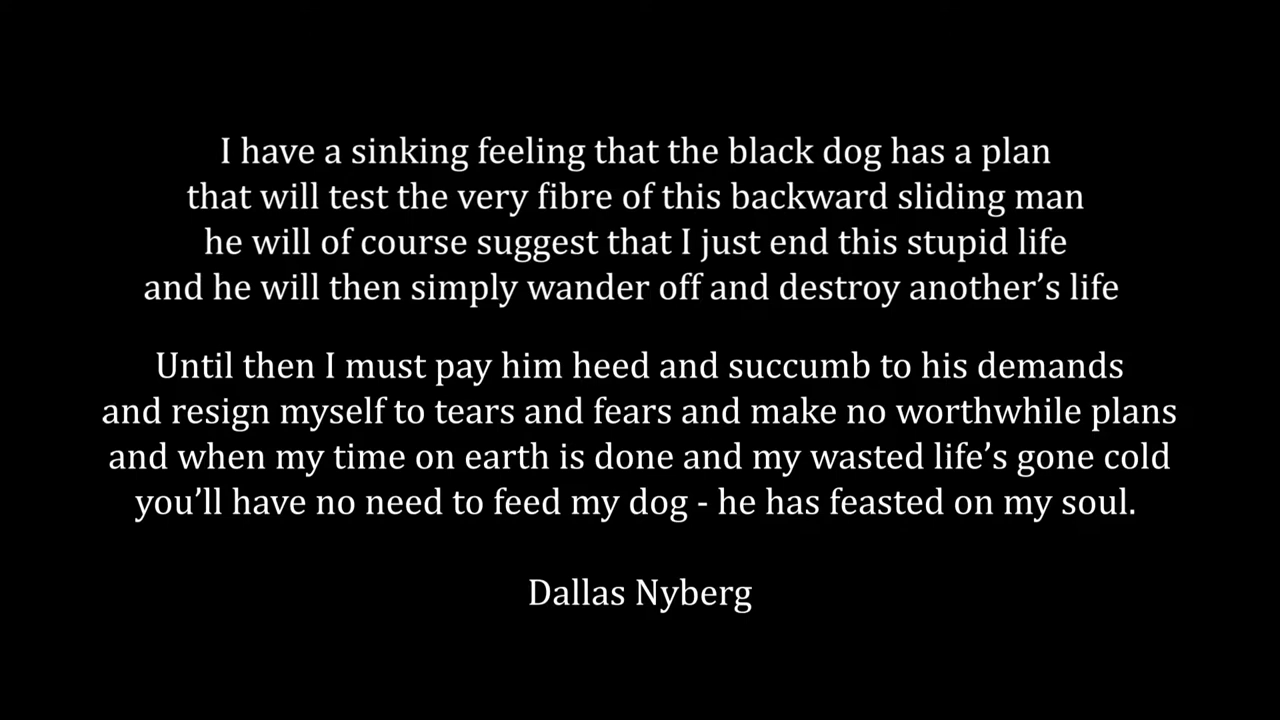 I have a sinking feeling that the black dog has a plan
that will test the very fibre of this backward sliding man
he will of course suggest that I just end this stupid life
and he will then simply wander off and destroy another’s life
Until then I must pay him heed and succumb to his demands
and resign myself to tears and fears and make no worthwhile plans
and when my time on earth is done and my wasted life’s gone cold
you’ll have no need to feed my dog - he has feasted on my soul.
Dallas Nyberg